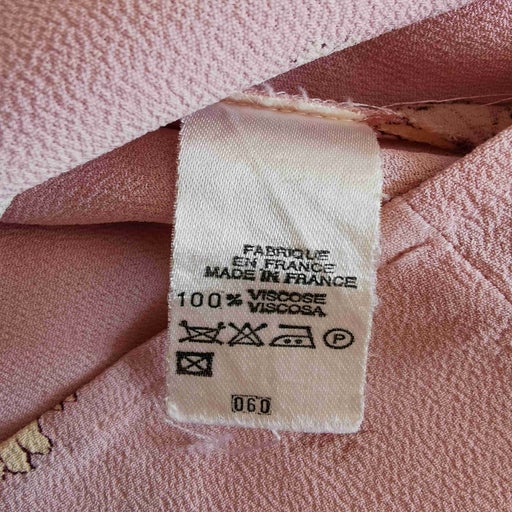 FABRIQUE
EN FRANCE
MADE IN FRANCE
100% VISCOSE
VISCOSA
P
060